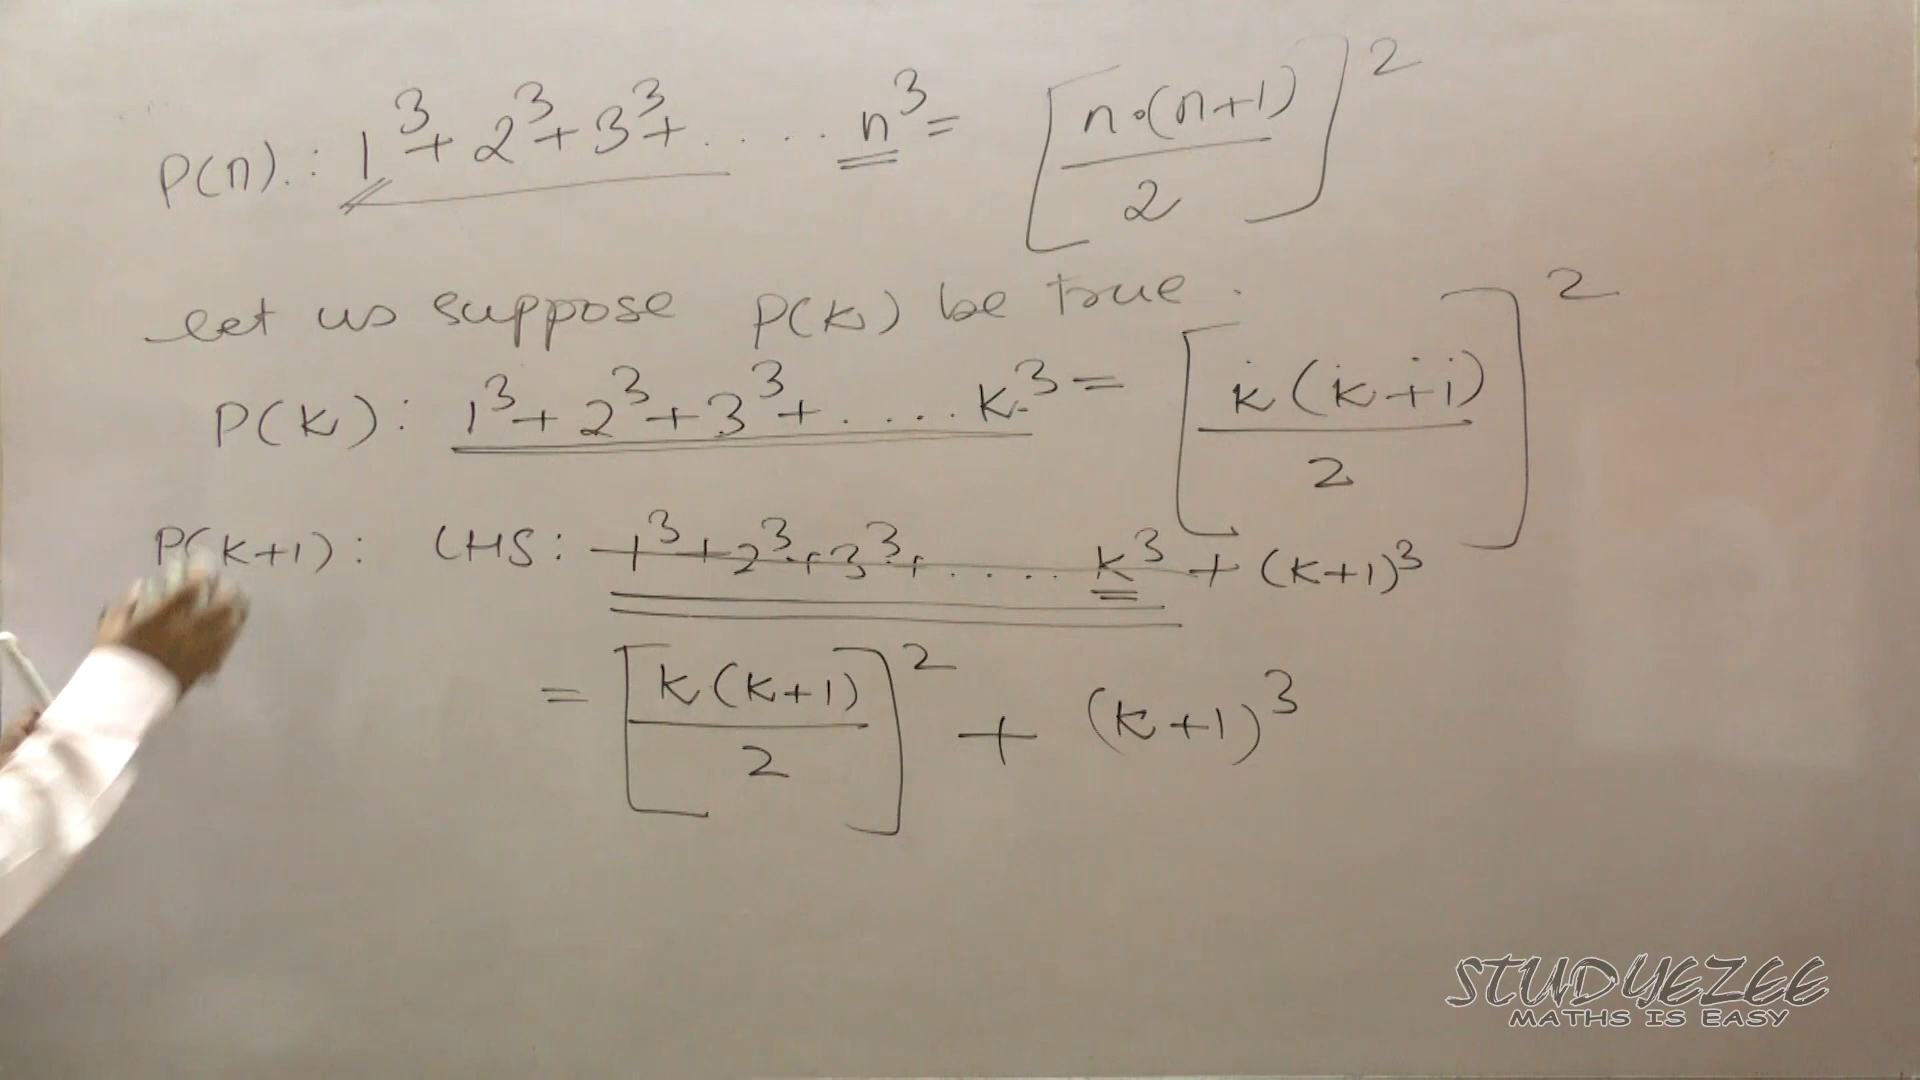 P(n). : 1³ + 2³ + 3³ + . . . . . n³ = [n·(n+1)/2]²
let us suppose P(k) be true.
P(k) : 1³ + 2³ + 3³ + . . . . . k³ = [k(k+1)/2]²
P(k+1) : LHS : 1³ + 2³ + 3³ + . . . . k³ + (k+1)³
= [k(k+1)/2]² + (k+1)³
STUDYEZEE
MATHS IS EASY